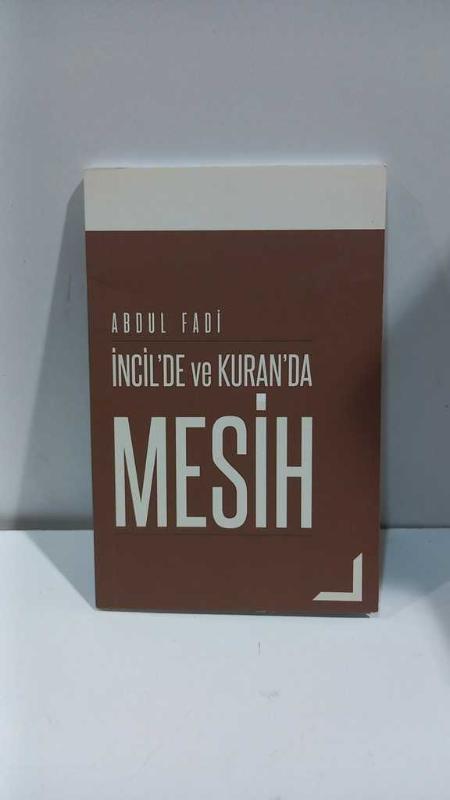 ABDUL FADİ
İNCİL'DE ve KURAN'DA
MESİH